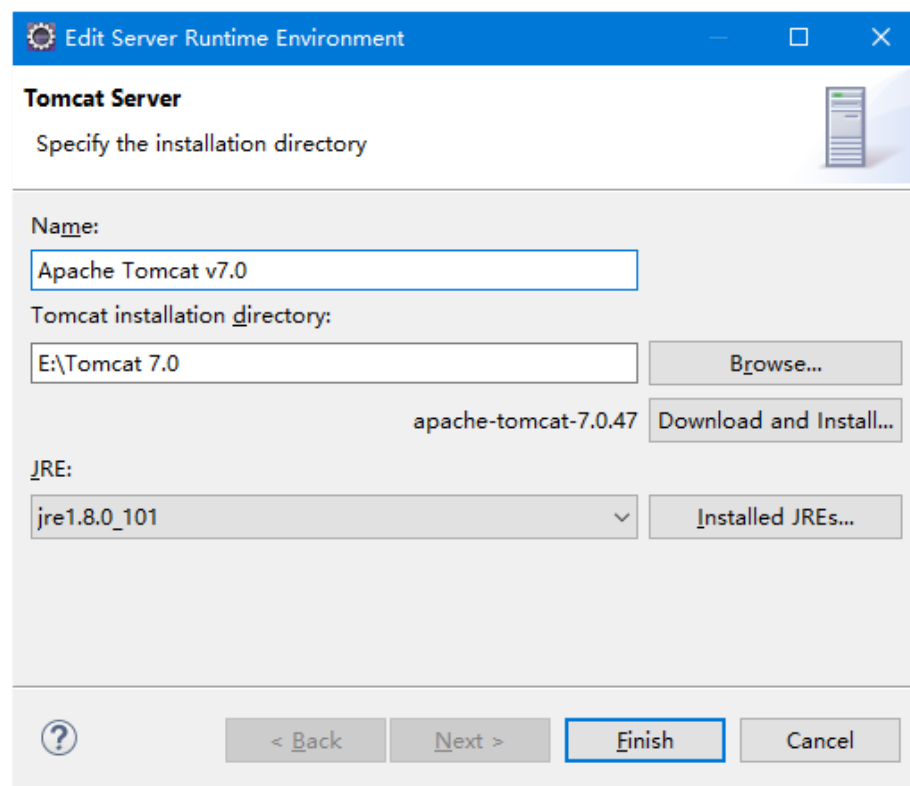 Edit Server Runtime Environment
Tomcat Server
Specify the installation directory
Name:
Apache Tomcat v7.0
Tomcat installation directory:
E:\Tomcat 7.0
Browse...
apache-tomcat-7.0.47
Download and Install...
JRE:
jre1.8.0_101
Installed JREs...
?
< Back
Next >
Finish
Cancel